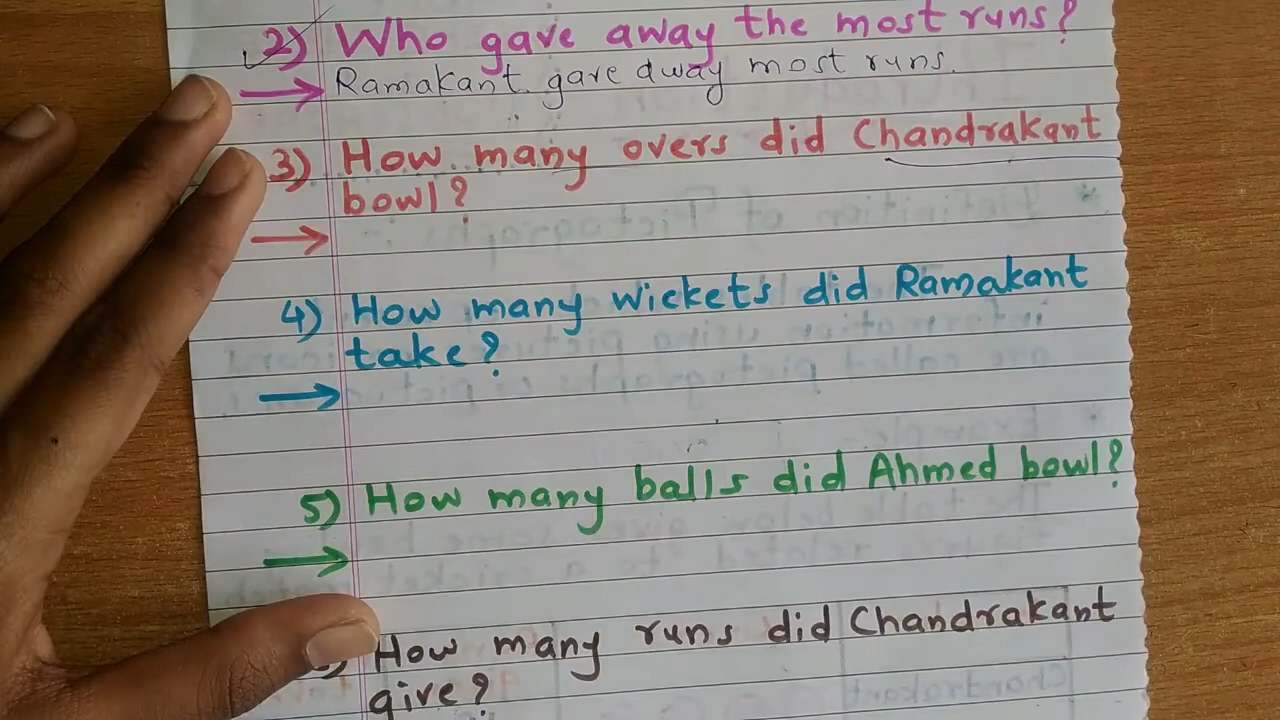 2) Who gave away the most runs?
→ Ramakant gave away most runs.
3) How many overs did Chandrakant
bowl?
→
4) How many wickets did Ramakant
take?
→
5) How many balls did Ahmed bowl?
→
How many runs did Chandrakant
give?